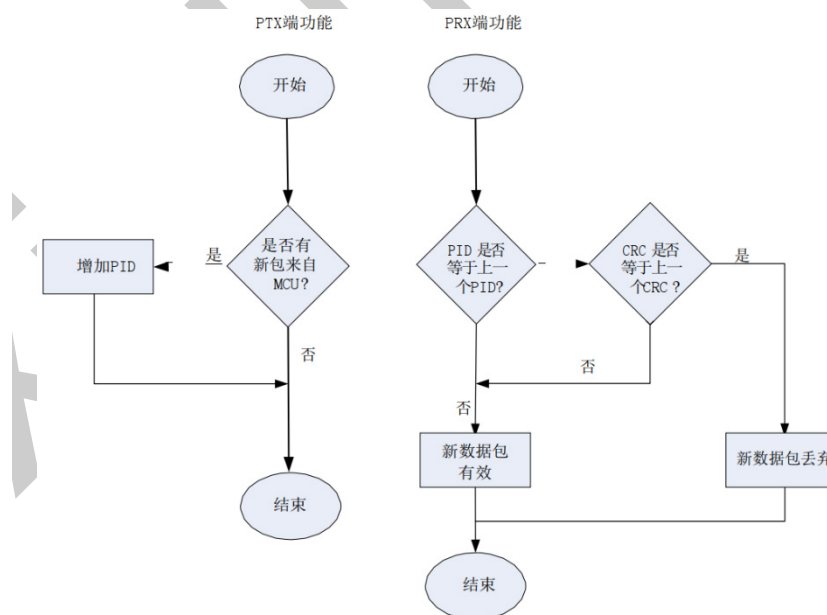 PTX端功能
开始
是否有
新包来自
MCU?
是
增加PID
否
结束
PRX端功能
开始
PID 是否
等于上一
个PID?
CRC 是否
等于上一
个CRC ?
是
否
否
新数据包
有效
新数据包丢弃
结束